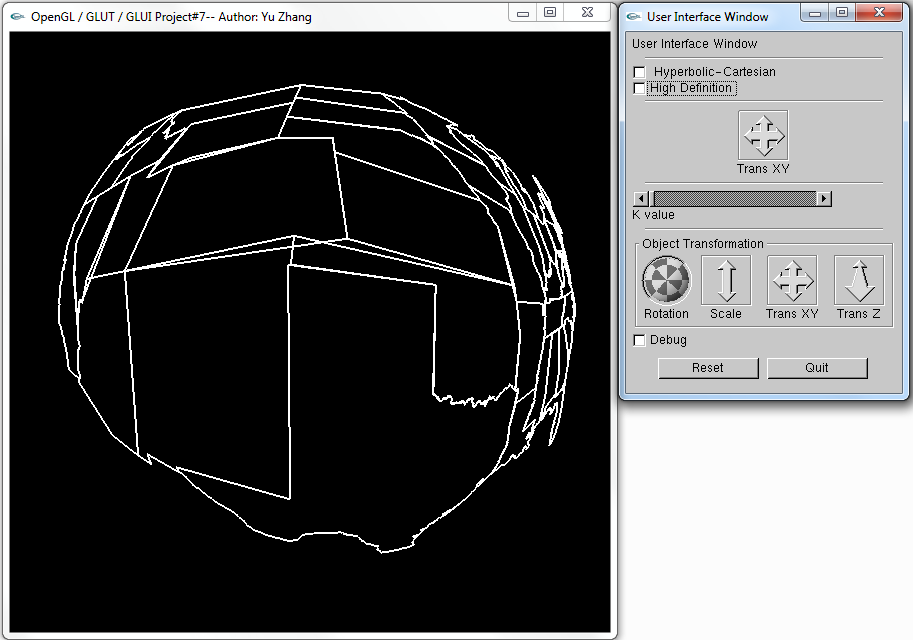 OpenGL / GLUT / GLUI Project#7-- Author: Yu Zhang
User Interface Window
User Interface Window
Hyperbolic-Cartesian
High Definition
Trans XY
K value
Object Transformation
Rotation Scale Trans XY Trans Z
Debug
Reset Quit